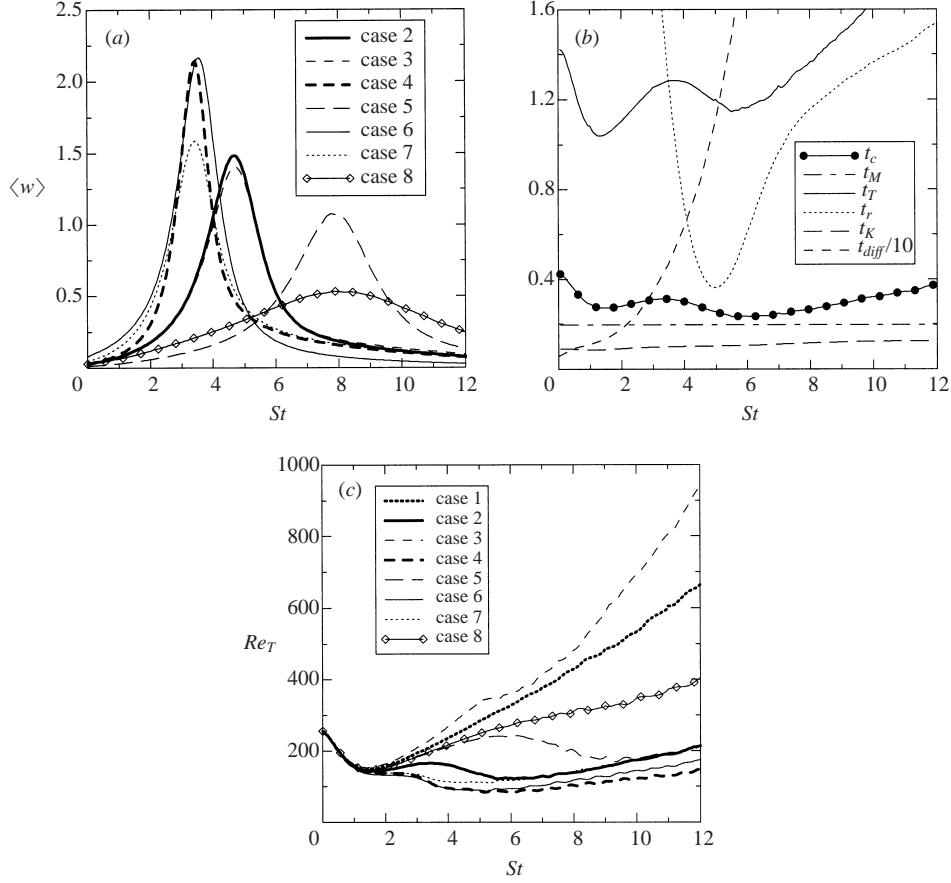 (a)
2.5
2.0
1.5
⟨w⟩
1.0
0.5
0 2 4 6 8 10 12
St
case 2
case 3
case 4
case 5
case 6
case 7
case 8
(b)
1.6
1.2
0.8
0.4
0 2 4 6 8 10 12
St
t_c
t_M
t_T
t_r
t_K
t_diff/10
(c)
1000
800
600
Re_T
400
200
0 2 4 6 8 10 12
St
case 1
case 2
case 3
case 4
case 5
case 6
case 7
case 8